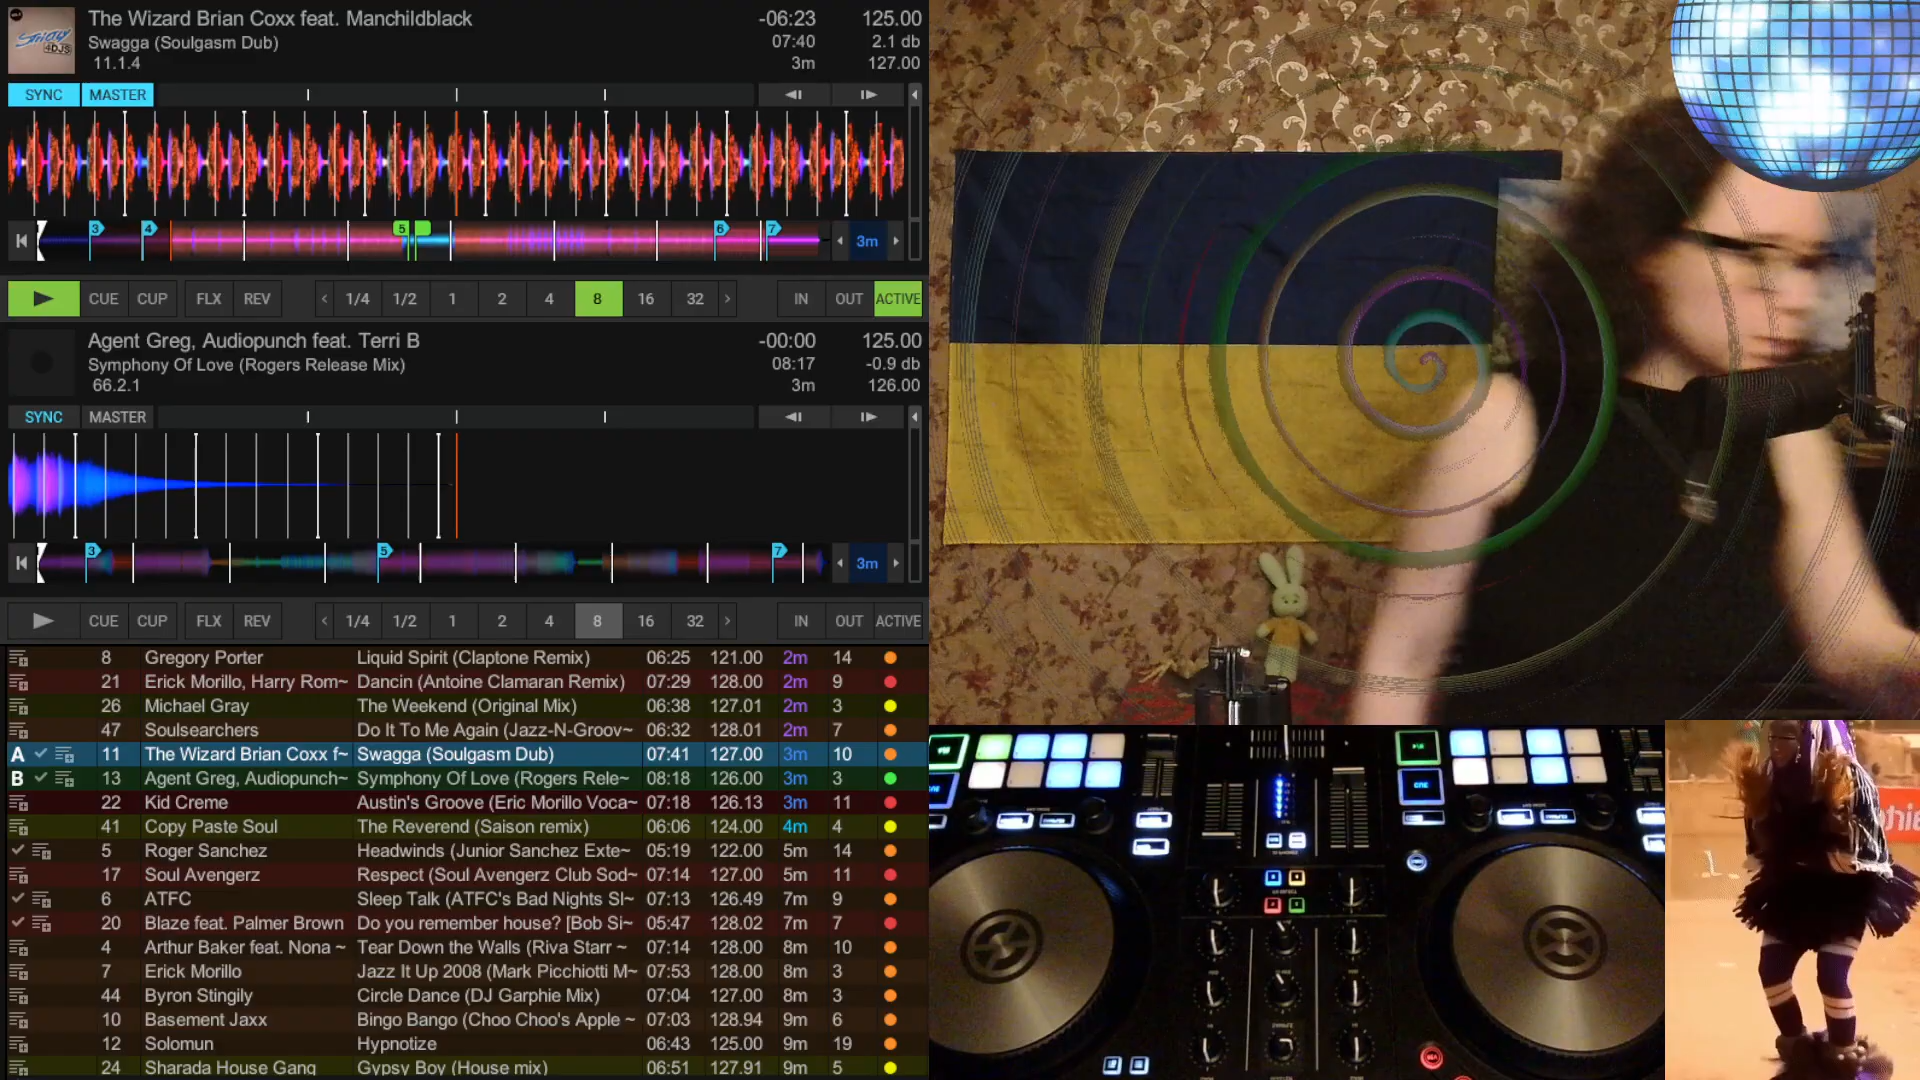 Strictly
4DJS
The Wizard Brian Coxx feat. Manchildblack
-06:23
125.00
Swagga (Soulgasm Dub)
07:40
2.1 db
11.1.4
3m
127.00
SYNC
MASTER
3
4
5
6
7
3m
CUE
CUP
FLX
REV
1/4
1/2
1
2
4
8
16
32
IN
OUT
ACTIVE
Agent Greg, Audiopunch feat. Terri B
-00:00
125.00
Symphony Of Love (Rogers Release Mix)
08:17
-0.9 db
66.2.1
3m
126.00
SYNC
MASTER
3
5
7
3m
CUE
CUP
FLX
REV
1/4
1/2
1
2
4
8
16
32
IN
OUT
ACTIVE
8 Gregory Porter Liquid Spirit (Claptone Remix) 06:25 121.00 2m 14
21 Erick Morillo, Harry Rom~ Dancin (Antoine Clamaran Remix) 07:29 128.00 2m 9
26 Michael Gray The Weekend (Original Mix) 06:38 127.01 2m 3
47 Soulsearchers Do It To Me Again (Jazz-N-Groov~ 06:32 128.01 2m 7
A 11 The Wizard Brian Coxx f~ Swagga (Soulgasm Dub) 07:41 127.00 3m 10
B 13 Agent Greg, Audiopunch~ Symphony Of Love (Rogers Rele~ 08:18 126.00 3m 3
22 Kid Creme Austin's Groove (Eric Morillo Voca~ 07:18 126.13 3m 11
41 Copy Paste Soul The Reverend (Saison remix) 06:06 124.00 4m 4
5 Roger Sanchez Headwinds (Junior Sanchez Exte~ 05:19 122.00 5m 14
17 Soul Avengerz Respect (Soul Avengerz Club Sod~ 07:14 127.00 5m 11
6 ATFC Sleep Talk (ATFC's Bad Nights Sl~ 07:13 126.49 7m 9
20 Blaze feat. Palmer Brown Do you remember house? [Bob Si~ 05:47 128.02 7m 7
4 Arthur Baker feat. Nona ~ Tear Down the Walls (Riva Starr ~ 07:14 128.00 8m 10
7 Erick Morillo Jazz It Up 2008 (Mark Picchiotti M~ 07:53 128.00 8m 3
44 Byron Stingily Circle Dance (DJ Garphie Mix) 07:04 127.00 8m 3
10 Basement Jaxx Bingo Bango (Choo Choo's Apple ~ 07:03 128.94 9m 6
12 Solomun Hypnotize 06:43 125.00 9m 19
24 Sharada House Gang Gypsy Boy (House mix) 06:51 127.91 9m 5